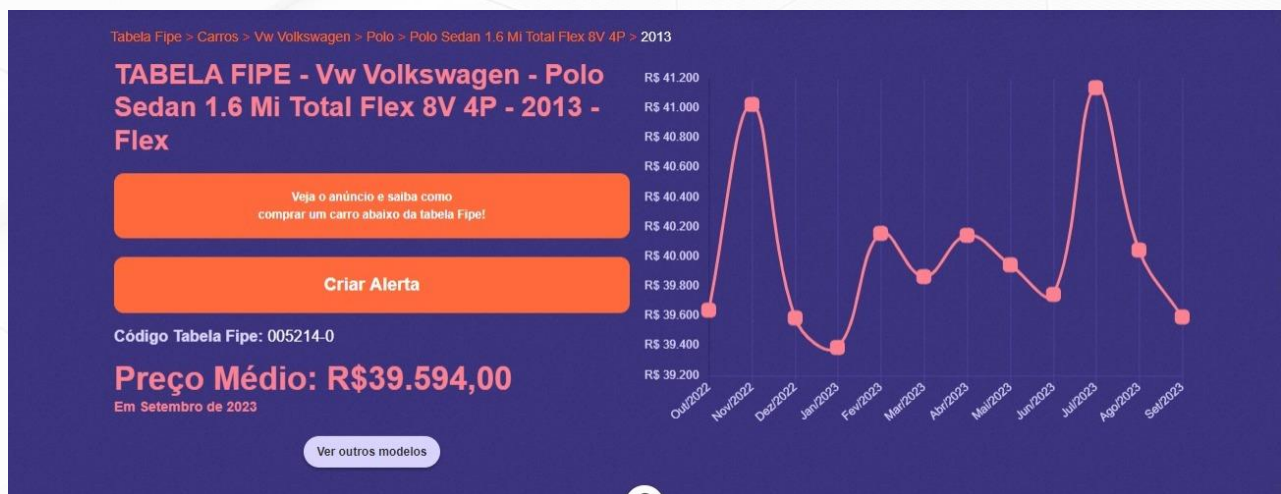 Tabela Fipe > Carros > Vw Volkswagen > Polo > Polo Sedan 1.6 Mi Total Flex 8V 4P > 2013
TABELA FIPE - Vw Volkswagen - Polo
Sedan 1.6 Mi Total Flex 8V 4P - 2013 -
Flex
Veja o anúncio e saiba como
comprar um carro abaixo da tabela Fipe!
Criar Alerta
Código Tabela Fipe: 005214-0
Preço Médio: R$39.594,00
Em Setembro de 2023
Ver outros modelos
R$ 41.200
R$ 41.000
R$ 40.800
R$ 40.600
R$ 40.400
R$ 40.200
R$ 40.000
R$ 39.800
R$ 39.600
R$ 39.400
R$ 39.200
Out/2022
Nov/2022
Dez/2022
Jan/2023
Fev/2023
Mar/2023
Abr/2023
Mai/2023
Jun/2023
Jul/2023
Ago/2023
Set/2023